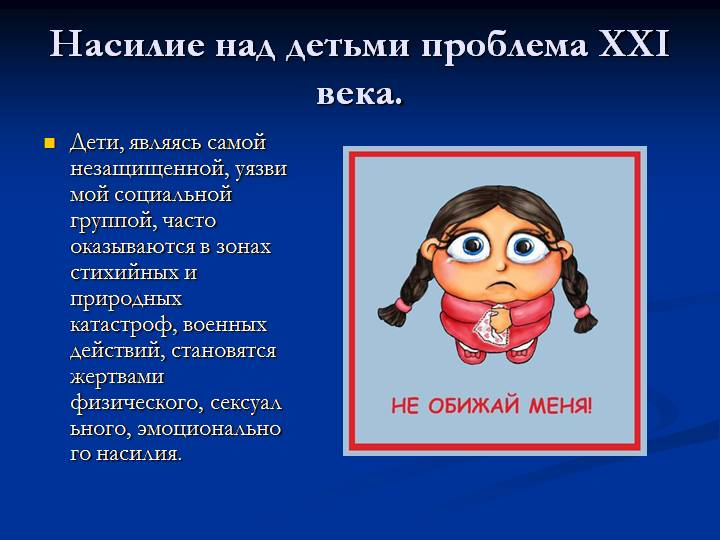 Насилие над детьми проблема XXI
века.
Дети, являясь самой
незащищенной, уязви
мой социальной
группой, часто
оказываются в зонах
стихийных и
природных
катастроф, военных
действий, становятся
жертвами
физического, сексуал
ьного, эмоционально
го насилия.
НЕ ОБИЖАЙ МЕНЯ!